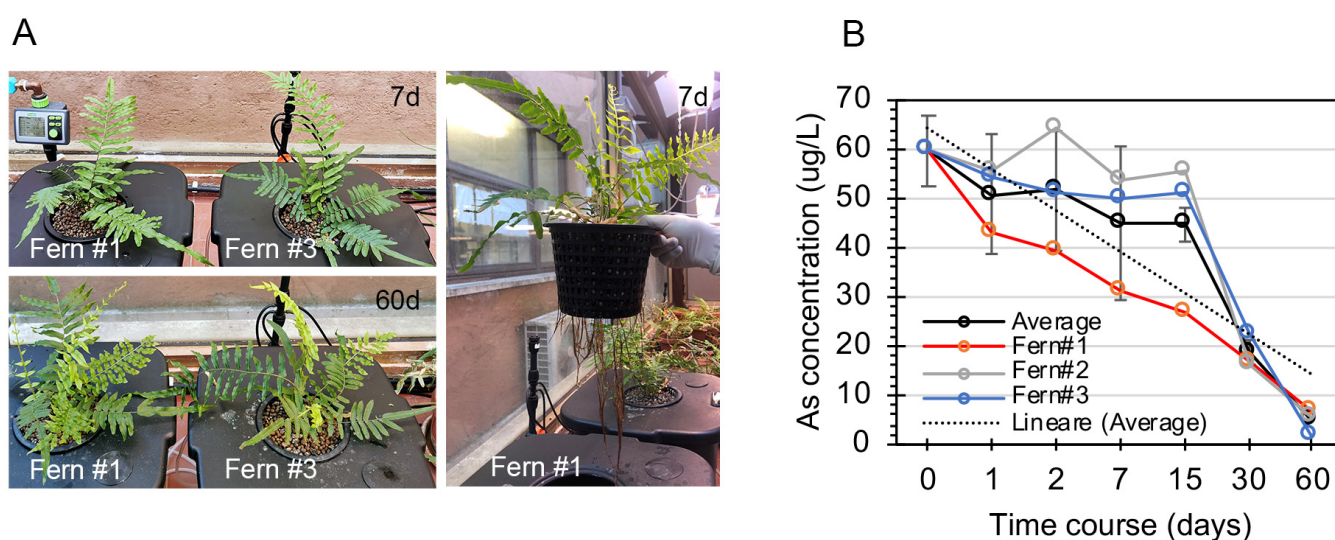 A
7d
Fern #1
Fern #3
60d
Fern #1
Fern #3
7d
Fern #1
B
As concentration (ug/L)
70
60
50
40
30
20
10
0
Average
Fern#1
Fern#2
Fern#3
Lineare (Average)
0 1 2 7 15 30 60
Time course (days)